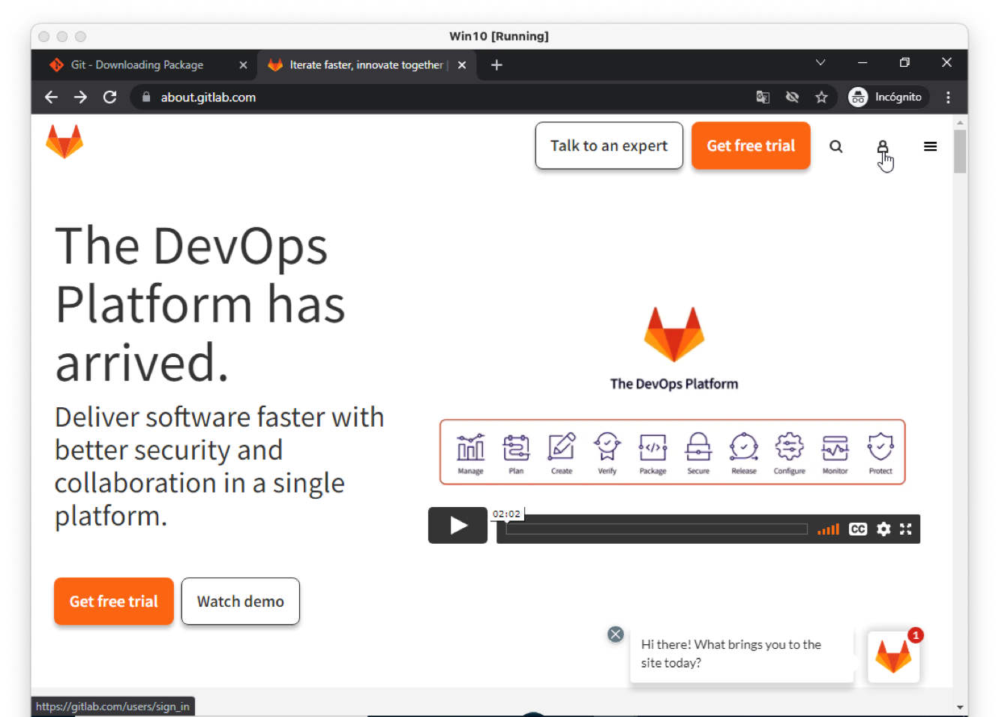 Win10 [Running]
Git - Downloading Package
Iterate faster, innovate together |
about.gitlab.com
Incógnito
Talk to an expert
Get free trial
The DevOps
Platform has
arrived.
Deliver software faster with
better security and
collaboration in a single
platform.
The DevOps Platform
Manage Plan Create Verify Package Secure Release Configure Monitor Protect
02:02
CC
Get free trial
Watch demo
1
Hi there! What brings you to the
site today?
https://gitlab.com/users/sign_in